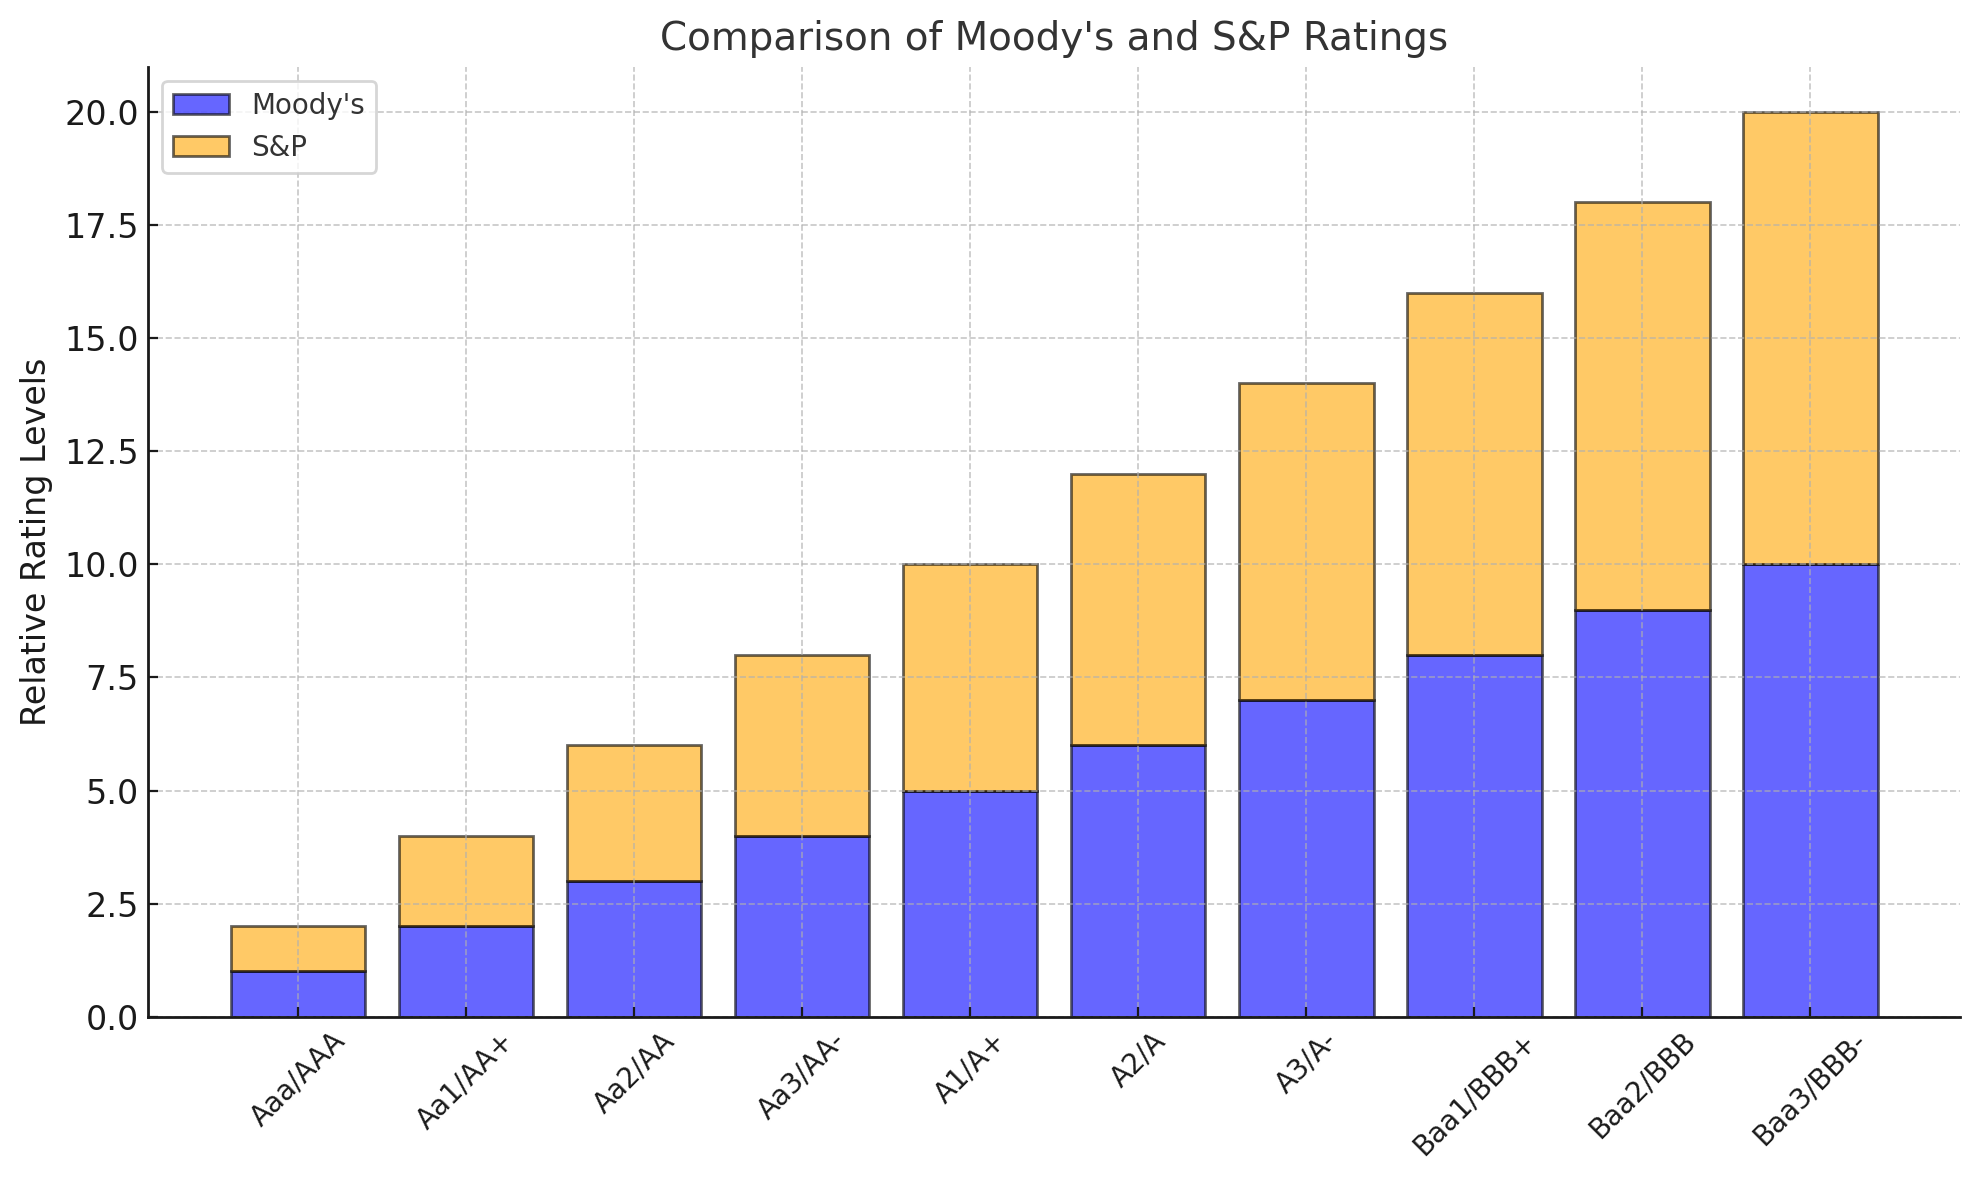 Comparison of Moody's and S&P Ratings
Moody's
S&P
Relative Rating Levels
20.0
17.5
15.0
12.5
10.0
7.5
5.0
2.5
0.0
Aaa/AAA
Aa1/AA+
Aa2/AA
Aa3/AA-
A1/A+
A2/A
A3/A-
Baa1/BBB+
Baa2/BBB
Baa3/BBB-